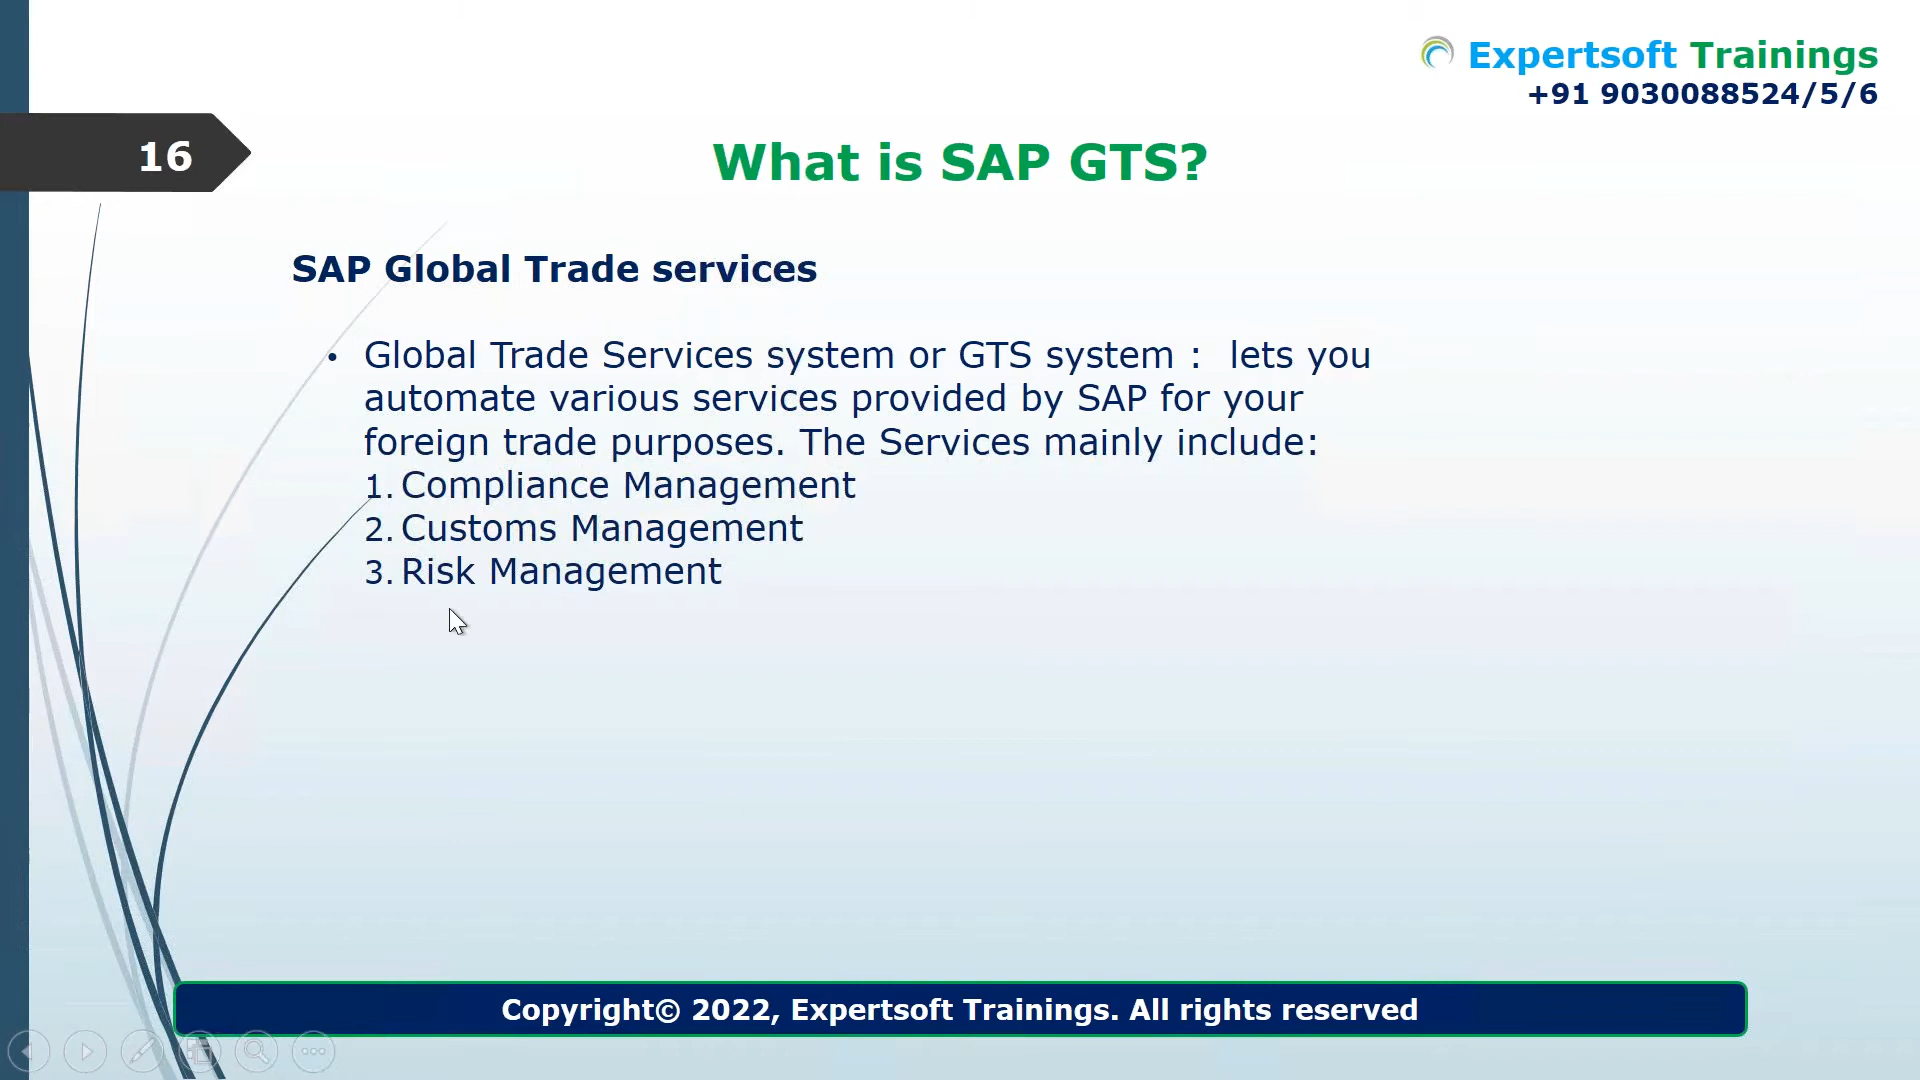 Expertsoft Trainings
+91 9030088524/5/6
16
What is SAP GTS?
SAP Global Trade services
• Global Trade Services system or GTS system :  lets you
automate various services provided by SAP for your
foreign trade purposes. The Services mainly include:
1. Compliance Management
2. Customs Management
3. Risk Management
Copyright© 2022, Expertsoft Trainings. All rights reserved